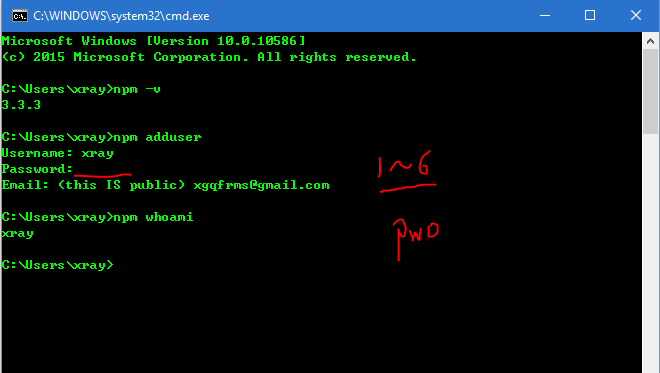 C:\WINDOWS\system32\cmd.exe
Microsoft Windows [Version 10.0.10586]
(c) 2015 Microsoft Corporation. All rights reserved.
C:\Users\xray>npm -v
3.3.3
C:\Users\xray>npm adduser
Username: xray
Password:
1~6
Email: (this IS public) xgqfrms@gmail.com
C:\Users\xray>npm whoami
xray
pwd
C:\Users\xray>